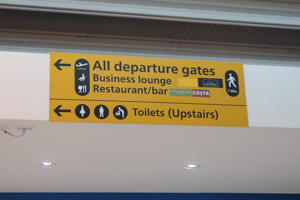 All departure gates
Business lounge
Restaurant/bar COSTA
Toilets (Upstairs)